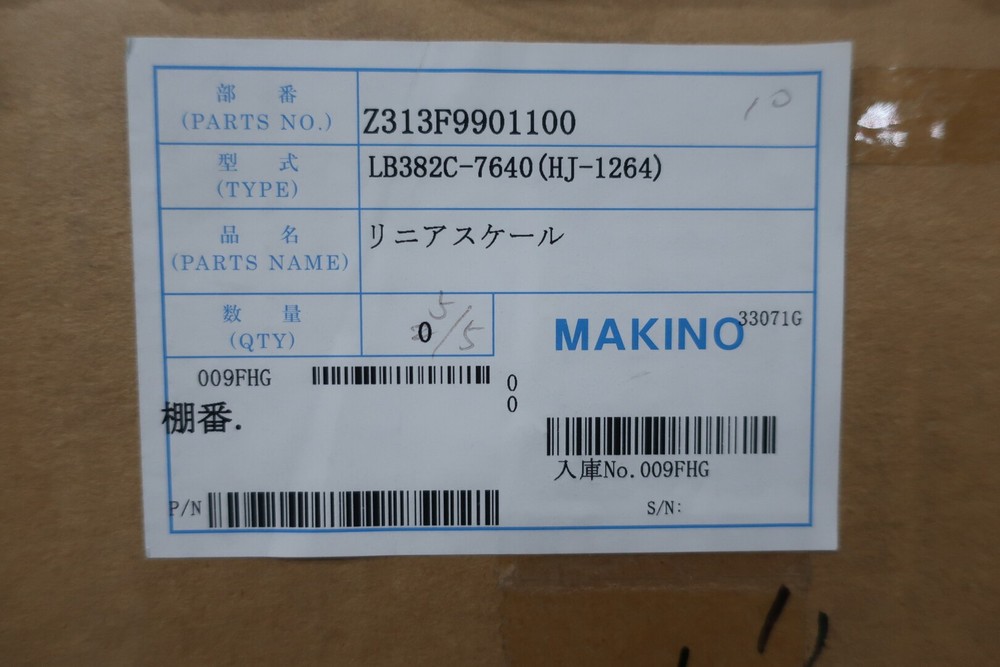 部 番
(PARTS NO.)
Z313F9901100
10
型 式
(TYPE)
LB382C-7640(HJ-1264)
品 名
(PARTS NAME)
リニアスケール
数 量
(QTY)
0
5/5
MAKINO
33071G
009FHG
0
0
棚番.
入庫No.009FHG
P/N
S/N: